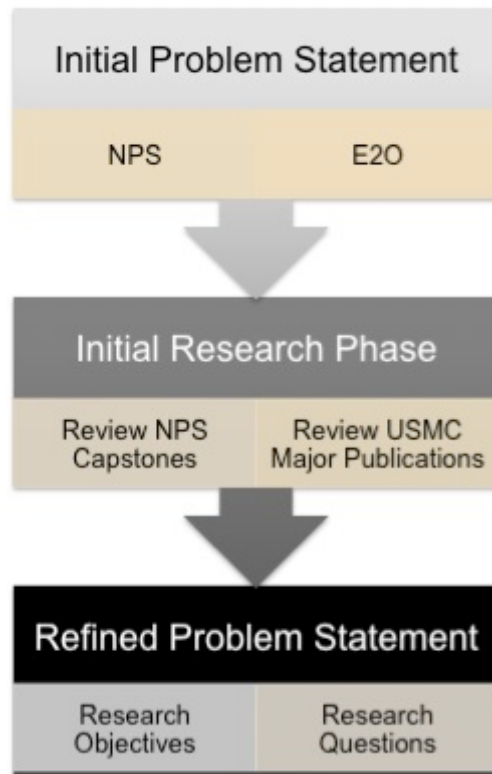 Initial Problem Statement
NPS
E2O
Initial Research Phase
Review NPS
Capstones
Review USMC
Major Publications
Refined Problem Statement
Research
Objectives
Research
Questions